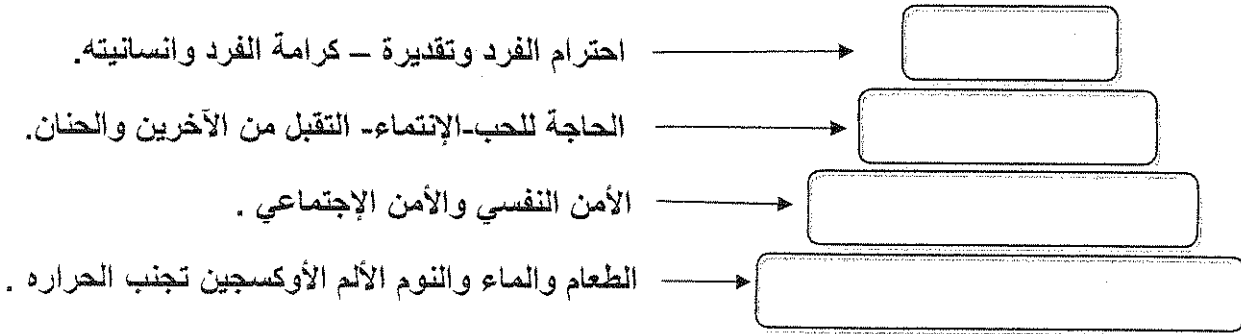 احترام الفرد وتقديرة – كرامة الفرد وانسانيته.
الحاجة للحب-الإنتماء- التقبل من الآخرين والحنان.
الأمن النفسي والأمن الإجتماعي .
الطعام والماء والنوم الألم الأوكسجين تجنب الحراره .